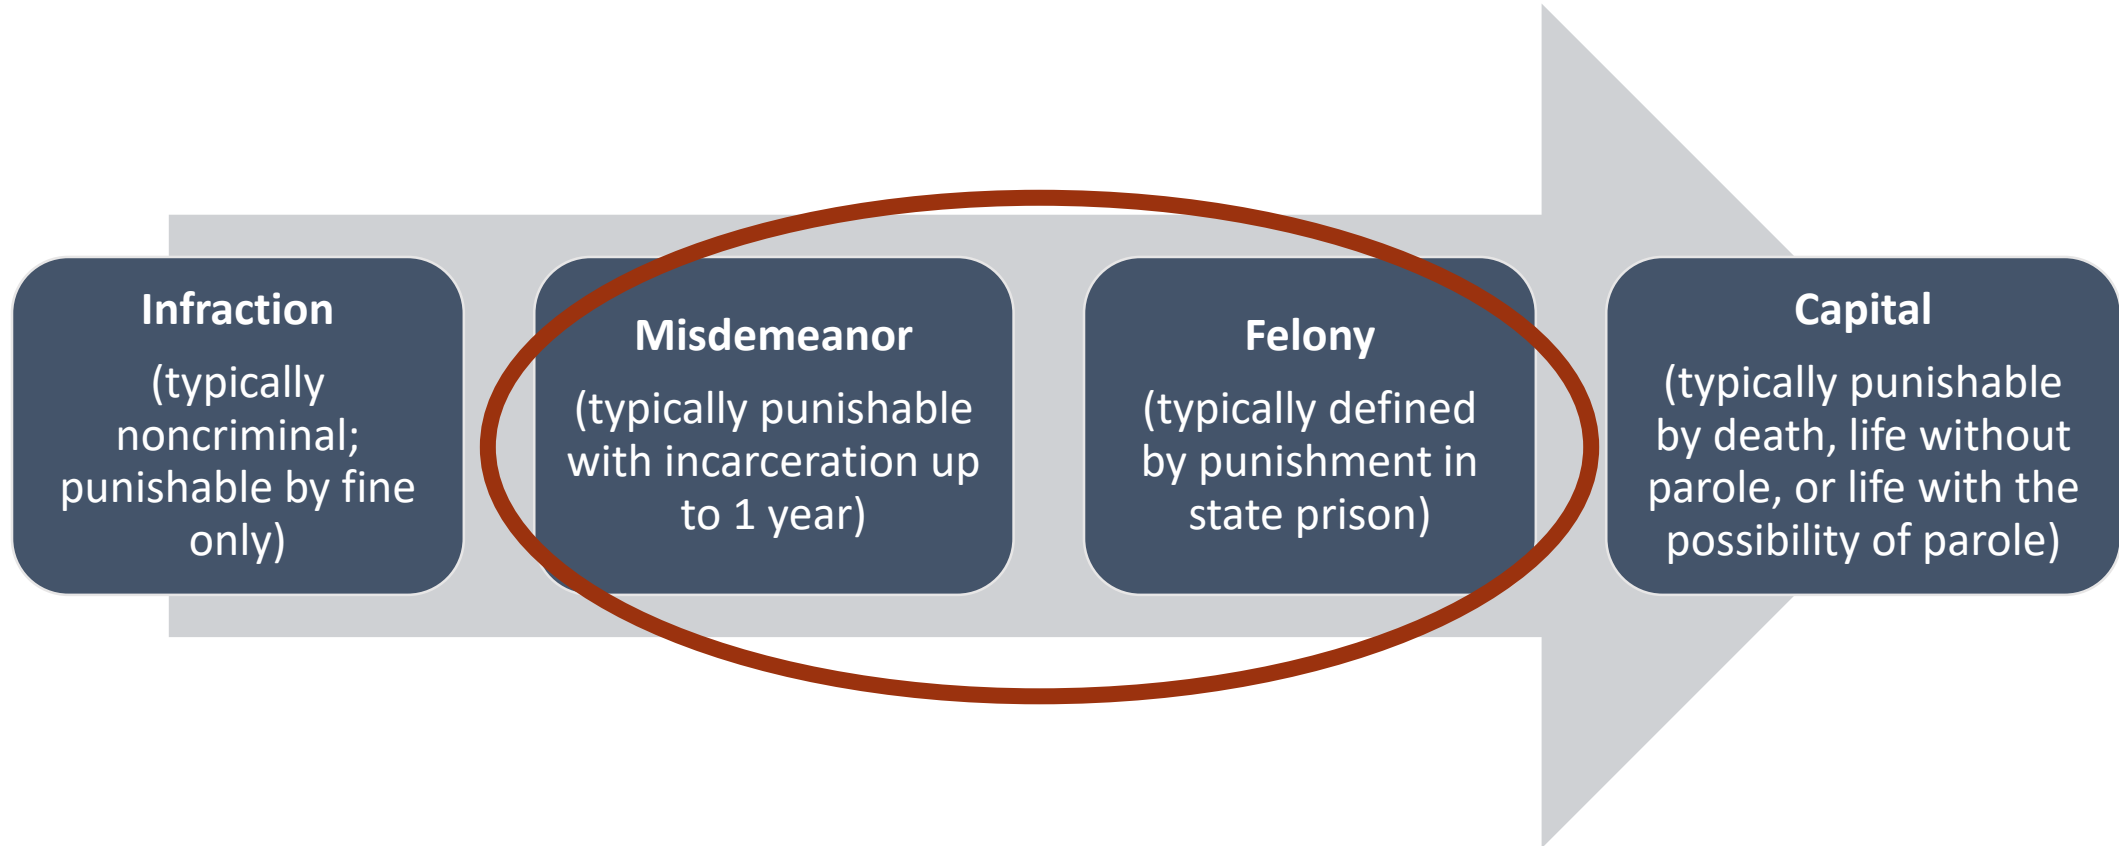 Infraction
(typically
noncriminal;
punishable by fine
only)
Misdemeanor
(typically punishable
with incarceration up
to 1 year)
Felony
(typically defined
by punishment in
state prison)
Capital
(typically punishable
by death, life without
parole, or life with the
possibility of parole)